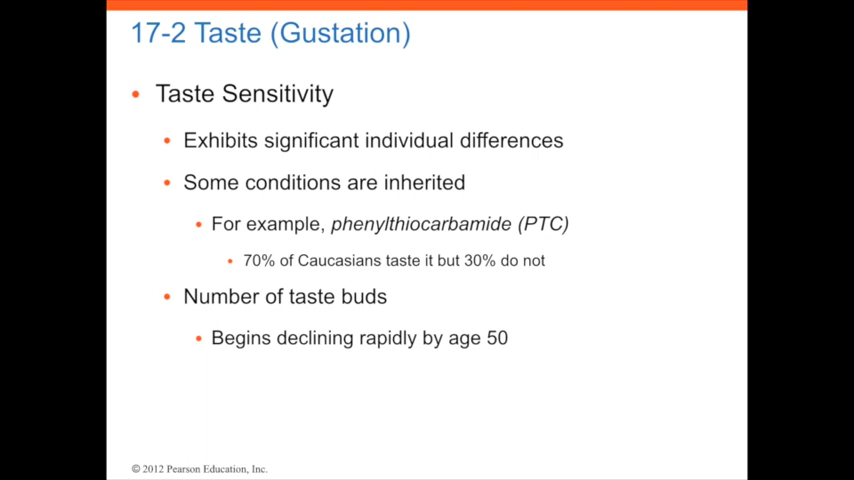 17-2 Taste (Gustation)
• Taste Sensitivity
• Exhibits significant individual differences
• Some conditions are inherited
• For example, phenylthiocarbamide (PTC)
• 70% of Caucasians taste it but 30% do not
• Number of taste buds
• Begins declining rapidly by age 50
© 2012 Pearson Education, Inc.